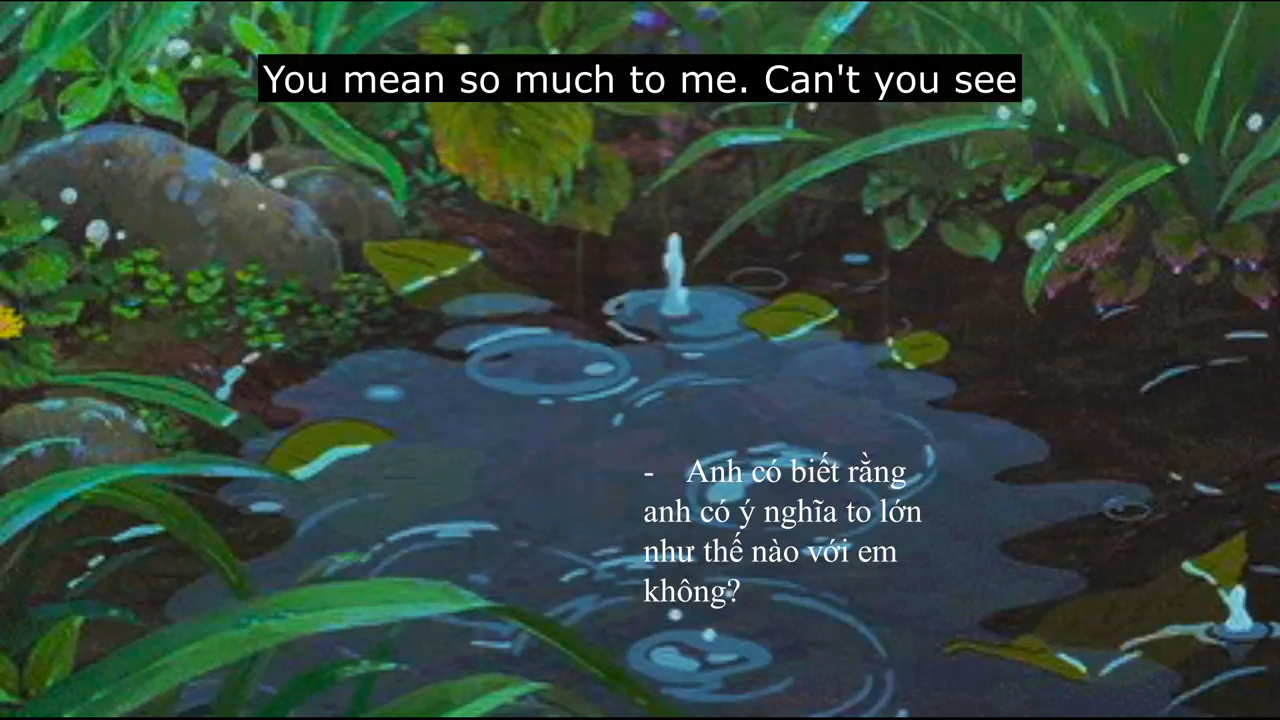 You mean so much to me. Can't you see
- Anh có biết rằng
anh có ý nghĩa to lớn
như thế nào với em
không?